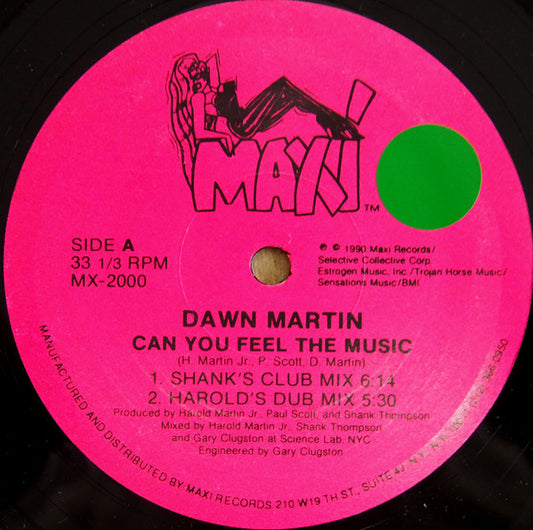 MAXI!
TM
SIDE A
33 1/3 RPM
MX-2000
℗ © 1990 Maxi Records/
Selective Collective Corp.
Estrogen Music, Inc./Trojan Horse Music/
Sensations Music/BMI
DAWN MARTIN
CAN YOU FEEL THE MUSIC
(H. Martin Jr., P. Scott, D. Martin)
1. SHANK'S CLUB MIX 6:14
2. HAROLD'S DUB MIX 5:30
Produced by Harold Martin Jr., Paul Scott, and Shank Thompson
Mixed by Harold Martin Jr., Shank Thompson
and Gary Clugston at Science Lab, NYC
Engineered by Gary Clugston
MANUFACTURED AND DISTRIBUTED BY MAXI RECORDS 210 W19 TH ST., SUITE